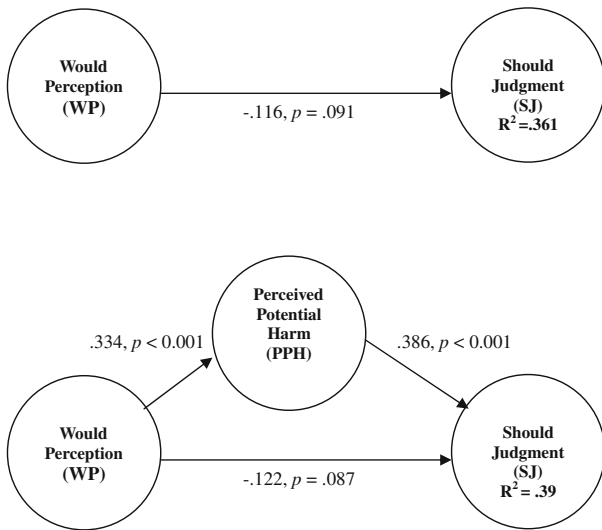 Would
Perception
(WP)
Should
Judgment
(SJ)
R² =.361
-.116, p = .091
Perceived
Potential
Harm
(PPH)
.334, p < 0.001
.386, p < 0.001
Would
Perception
(WP)
Should
Judgment
(SJ)
R² = .39
-.122, p = .087